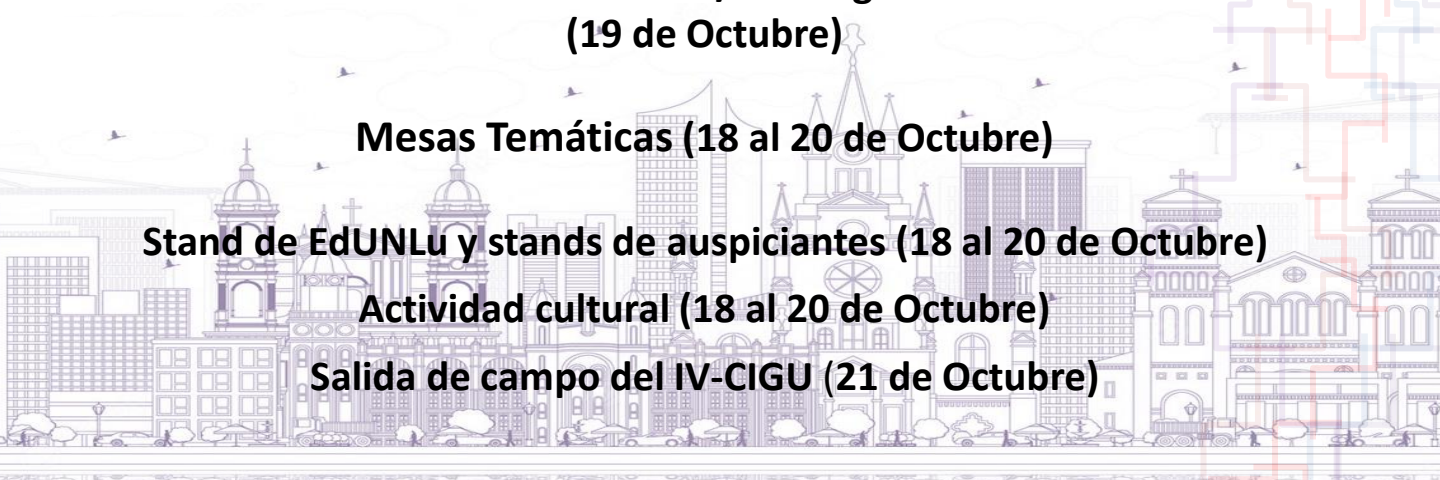 (19 de Octubre)
Mesas Temáticas (18 al 20 de Octubre)
Stand de EdUNLu y stands de auspiciantes (18 al 20 de Octubre)
Actividad cultural (18 al 20 de Octubre)
Salida de campo del IV-CIGU (21 de Octubre)